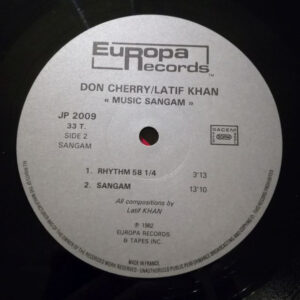 EUROPA
RECORDS
TM
DON CHERRY/LATIF KHAN
« MUSIC SANGAM »
JP 2009
33 T.
SIDE 2
SANGAM
SACEM
1. RHYTHM 58 1/4 3'13
2. SANGAM 13'10
All compositions by
Latif KHAN
℗ 1982
EUROPA RECORDS
& TAPES INC.
MADE IN FRANCE